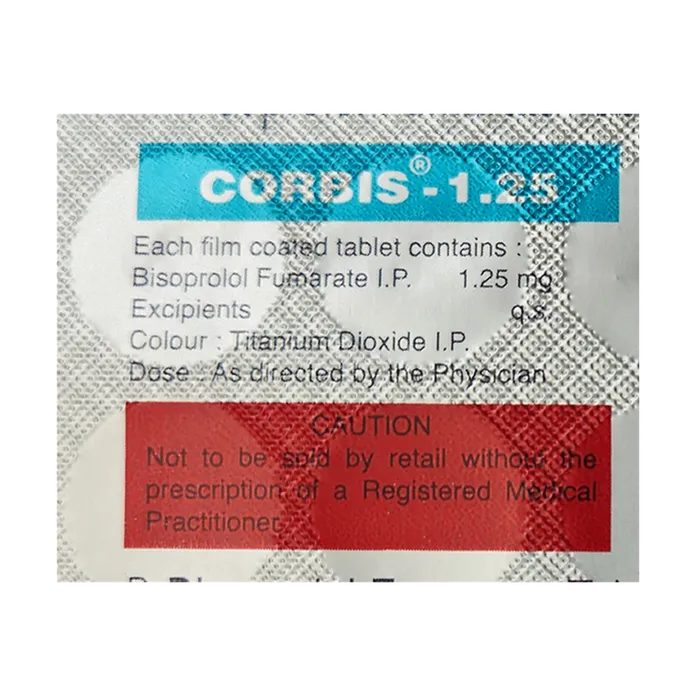 CORBIS® - 1.25
Each film coated tablet contains :
Bisoprolol Fumarate I.P. 1.25 mg
Excipients q.s.
Colour : Titanium Dioxide I.P.
Dose : As directed by the Physician
CAUTION
Not to be sold by retail without the
prescription of a Registered Medical
Practitioner.